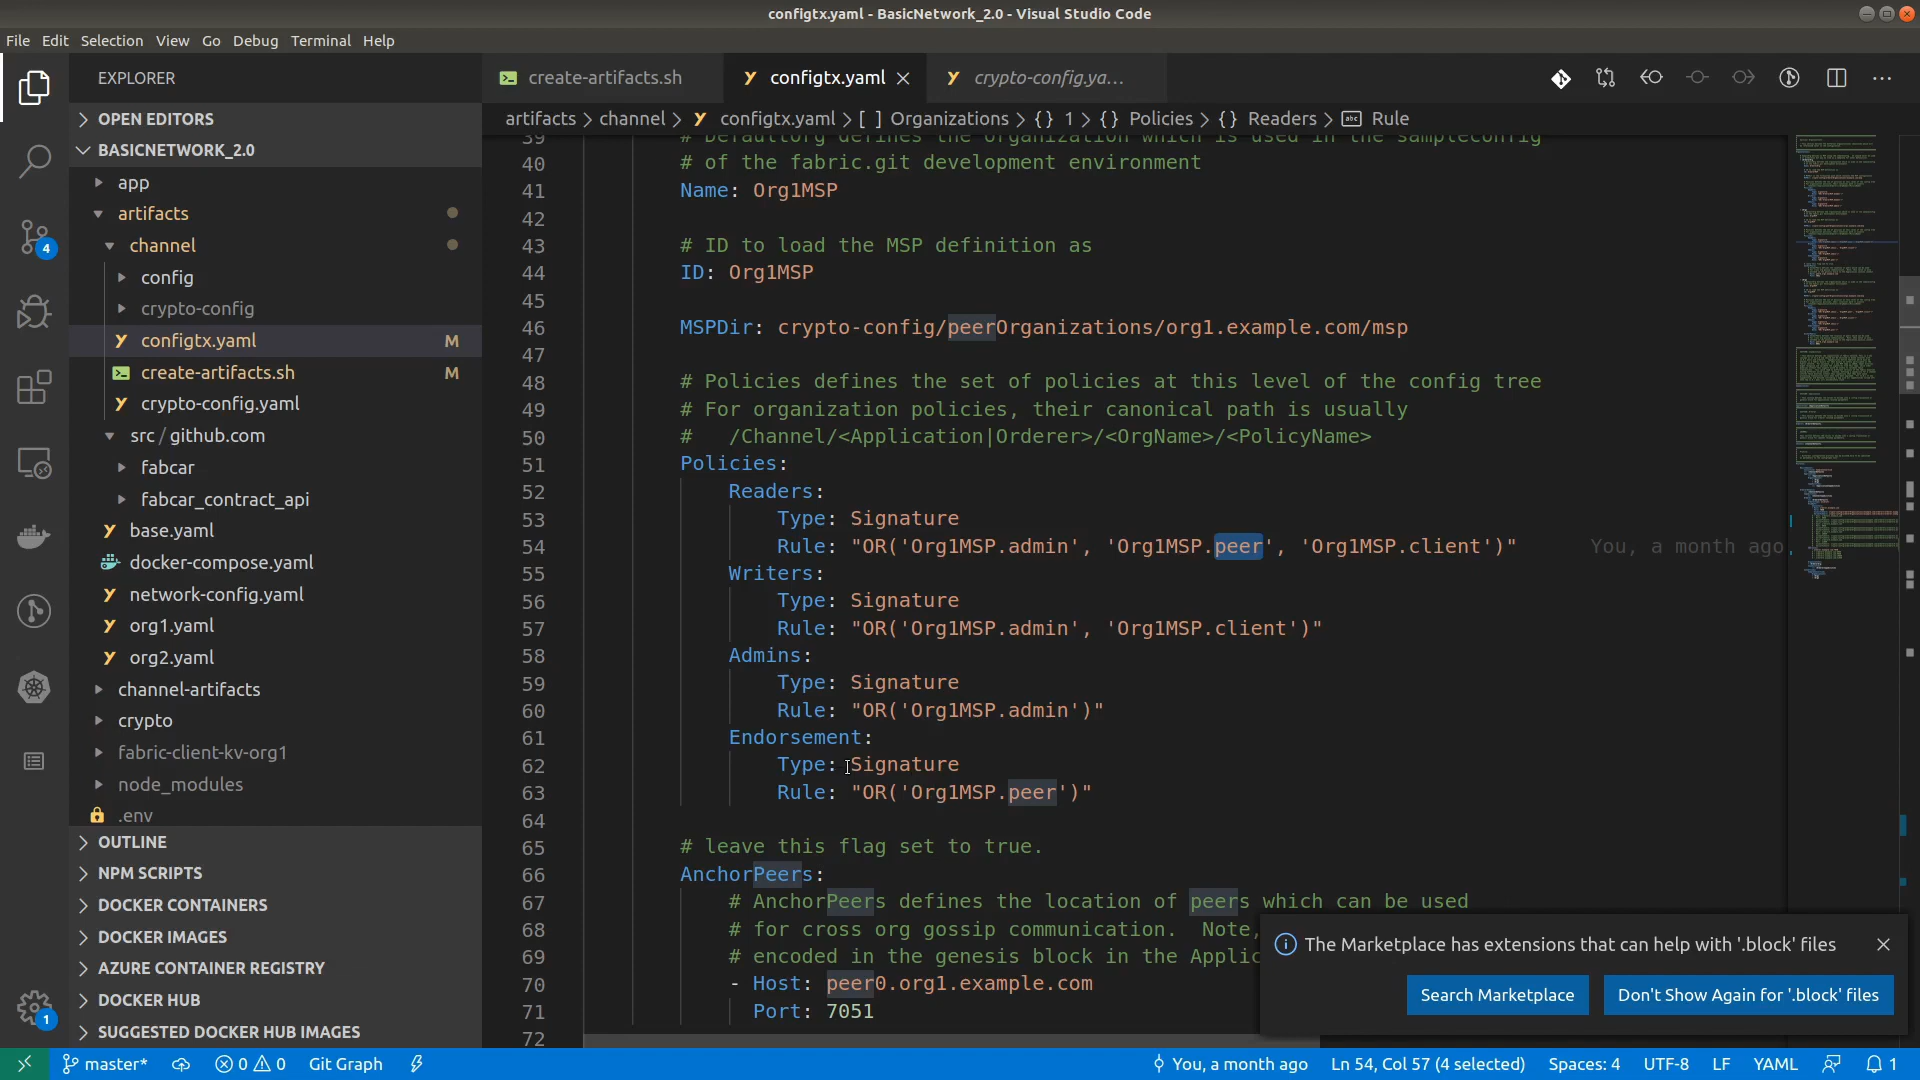 configtx.yaml - BasicNetwork_2.0 - Visual Studio Code
File Edit Selection View Go Debug Terminal Help
EXPLORER
OPEN EDITORS
BASICNETWORK_2.0
app
artifacts
channel
config
crypto-config
configtx.yaml M
create-artifacts.sh M
crypto-config.yaml
src / github.com
fabcar
fabcar_contract_api
base.yaml
docker-compose.yaml
network-config.yaml
org1.yaml
org2.yaml
channel-artifacts
crypto
fabric-client-kv-org1
node_modules
.env
OUTLINE
NPM SCRIPTS
DOCKER CONTAINERS
DOCKER IMAGES
AZURE CONTAINER REGISTRY
DOCKER HUB
SUGGESTED DOCKER HUB IMAGES
4
1
create-artifacts.sh configtx.yaml crypto-config.ya...
artifacts > channel > configtx.yaml > [ ] Organizations > {} 1 > {} Policies > {} Readers > abc Rule
39 # DefaultOrg defines the organization which is used in the sampleconfig
40 # of the fabric.git development environment
41 Name: Org1MSP
42
43 # ID to load the MSP definition as
44 ID: Org1MSP
45
46 MSPDir: crypto-config/peerOrganizations/org1.example.com/msp
47
48 # Policies defines the set of policies at this level of the config tree
49 # For organization policies, their canonical path is usually
50 #   /Channel/<Application|Orderer>/<OrgName>/<PolicyName>
51 Policies:
52 Readers:
53 Type: Signature
54 Rule: "OR('Org1MSP.admin', 'Org1MSP.peer', 'Org1MSP.client')" You, a month ago
55 Writers:
56 Type: Signature
57 Rule: "OR('Org1MSP.admin', 'Org1MSP.client')"
58 Admins:
59 Type: Signature
60 Rule: "OR('Org1MSP.admin')"
61 Endorsement:
62 Type: Signature
63 Rule: "OR('Org1MSP.peer')"
64
65 # leave this flag set to true.
66 AnchorPeers:
67 # AnchorPeers defines the location of peers which can be used
68 # for cross org gossip communication.  Note,
69 # encoded in the genesis block in the Applic
70 - Host: peer0.org1.example.com
71 Port: 7051
72
The Marketplace has extensions that can help with '.block' files
Search Marketplace Don't Show Again for '.block' files
master* 0 0 Git Graph You, a month ago Ln 54, Col 57 (4 selected) Spaces: 4 UTF-8 LF YAML 1